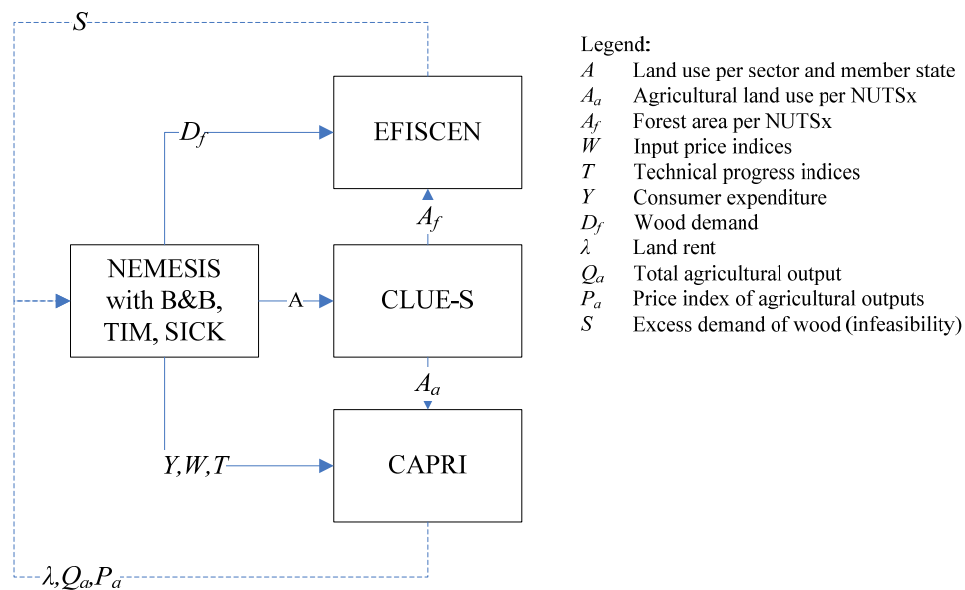 S
D_f
EFISCEN
A_f
NEMESIS
with B&B,
TIM, SICK
A
CLUE-S
A_a
Y,W,T
CAPRI
λ,Q_a,P_a
Legend:
A Land use per sector and member state
A_a Agricultural land use per NUTSx
A_f Forest area per NUTSx
W Input price indices
T Technical progress indices
Y Consumer expenditure
D_f Wood demand
λ Land rent
Q_a Total agricultural output
P_a Price index of agricultural outputs
S Excess demand of wood (infeasibility)